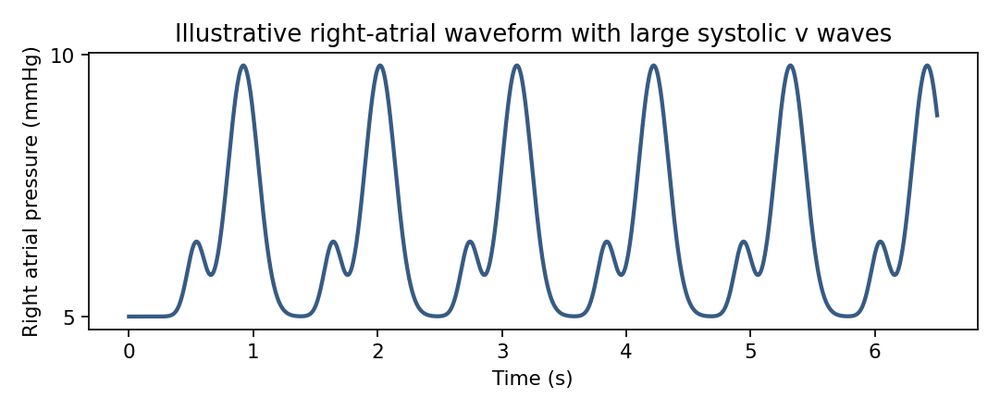 Illustrative right-atrial waveform with large systolic v waves
Right atrial pressure (mmHg)
10
5
0 1 2 3 4 5 6
Time (s)